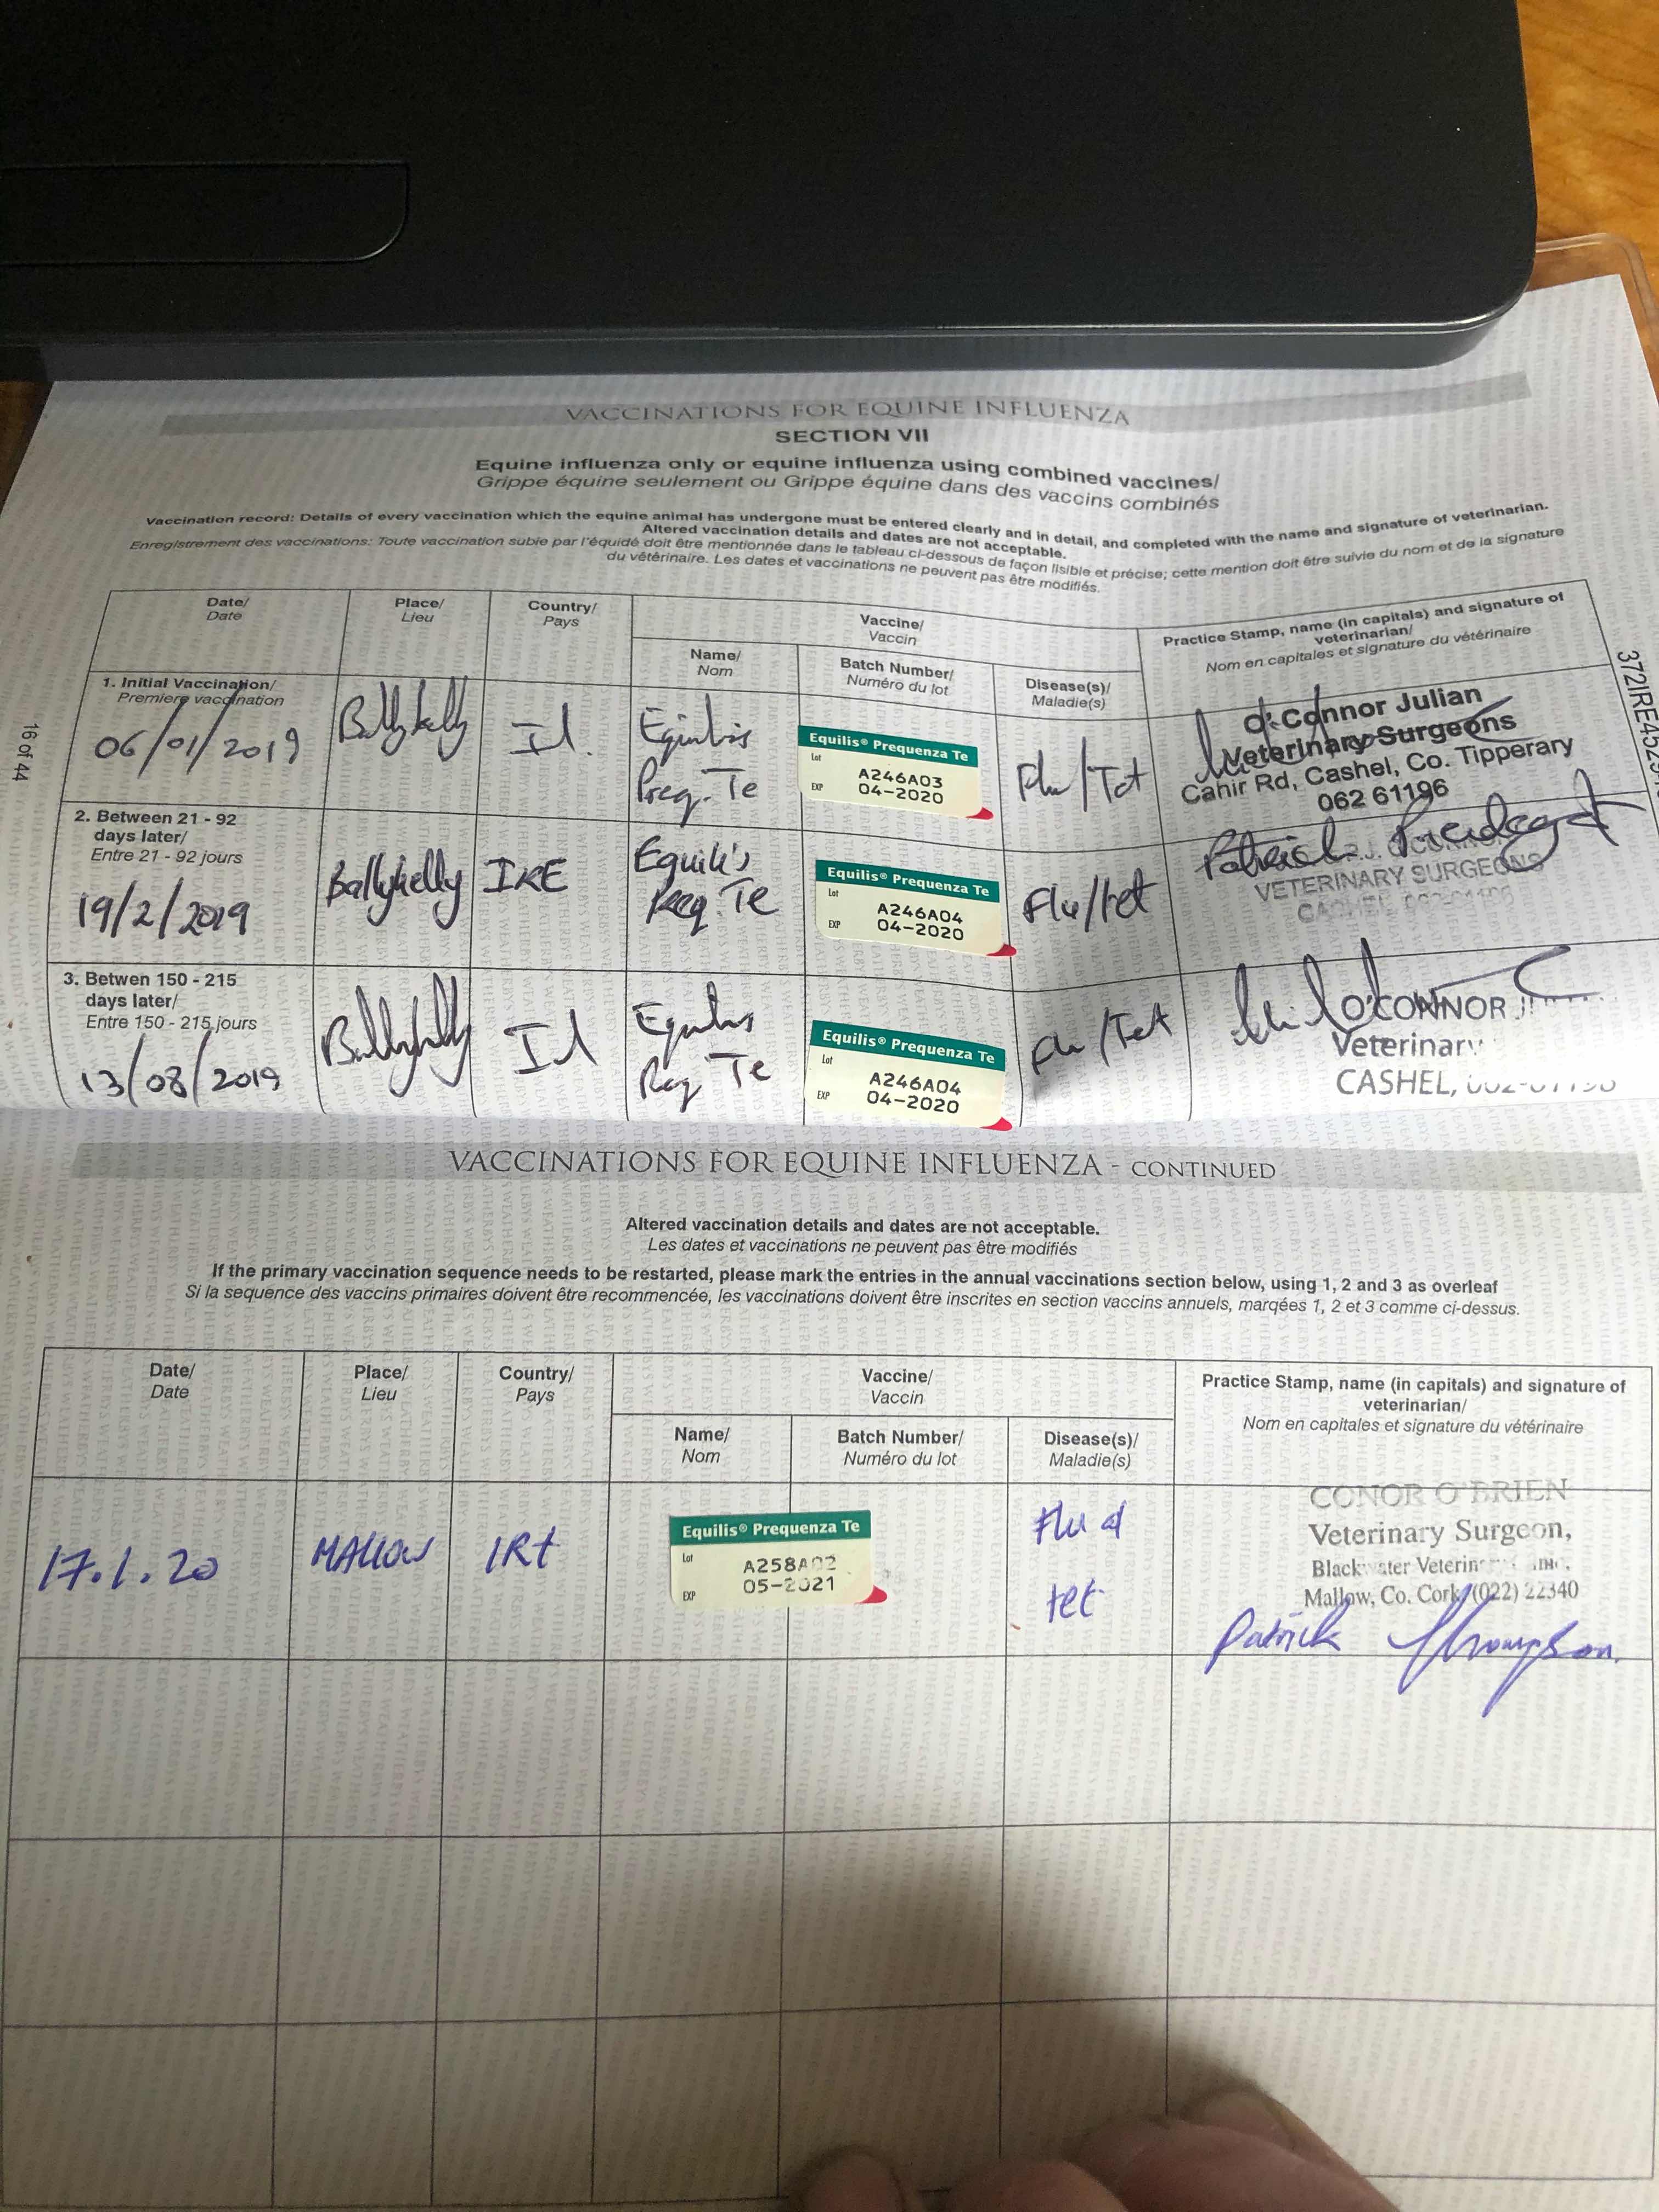 VACCINATIONS FOR EQUINE INFLUENZA
SECTION VII
Equine influenza only or equine influenza using combined vaccines/
Grippe équine seulement ou Grippe équine dans des vaccins combinés
Vaccination record: Details of every vaccination which the equine animal has undergone must be entered clearly and in detail, and completed with the name and signature of veterinarian.
Altered vaccination details and dates are not acceptable.
Enregistrement des vaccinations: Toute vaccination subie par l'équidé doit être mentionnée dans le tableau ci-dessous de façon lisible et précise; cette mention doit être suivie du nom et de la signature
du vétérinaire. Les dates et vaccinations ne peuvent pas être modifiés.
Date/
Date
Place/
Lieu
Country/
Pays
Vaccine/
Vaccin
Name/
Nom
Batch Number/
Numéro du lot
Disease(s)/
Maladie(s)
Practice Stamp, name (in capitals) and signature of
veterinarian/
Nom en capitales et signature du vétérinaire
16 of 44
1. Initial Vaccination/
Premiere vaccination
06/01/2019
Ballykelly
Equilis
Preq. Te
Equilis® Prequenza Te
Lot A246A03
EXP 04-2020
Flu/Tet
O'Connor Julian
Veterinary Surgeons
Cahir Rd, Cashel, Co. Tipperary
062 61196
2. Between 21 - 92
days later/
Entre 21 - 92 jours
19/2/2019
Ballykelly
IRE
Equilis
Preq. Te
Equilis® Prequenza Te
Lot A246A04
EXP 04-2020
Flu/tet
Patrick
VETERINARY SURGEONS
3. Betwen 150 - 215
days later/
Entre 150 - 215 jours
13/08/2019
Ballykelly
Equilis
Preq Te
Equilis® Prequenza Te
Lot A246A04
EXP 04-2020
Flu/Tet
O'CONNOR
Veterinary
CASHEL,
VACCINATIONS FOR EQUINE INFLUENZA - CONTINUED
Altered vaccination details and dates are not acceptable.
Les dates et vaccinations ne peuvent pas être modifiés
If the primary vaccination sequence needs to be restarted, please mark the entries in the annual vaccinations section below, using 1, 2 and 3 as overleaf
Si la sequence des vaccins primaires doivent être recommencée, les vaccinations doivent être inscrites en section vaccins annuels, marqées 1, 2 et 3 comme ci-dessus.
Date/
Date
Place/
Lieu
Country/
Pays
Vaccine/
Vaccin
Name/
Nom
Batch Number/
Numéro du lot
Disease(s)/
Maladie(s)
Practice Stamp, name (in capitals) and signature of
veterinarian/
Nom en capitales et signature du vétérinaire
17.1.20
MALLOW
Equilis® Prequenza Te
Lot A258A02
EXP 05-2021
Flu
tet
CONOR O'BRIEN
Veterinary Surgeon,
Mallow, Co. Cork. (022) 22340
Patrick Thompson.